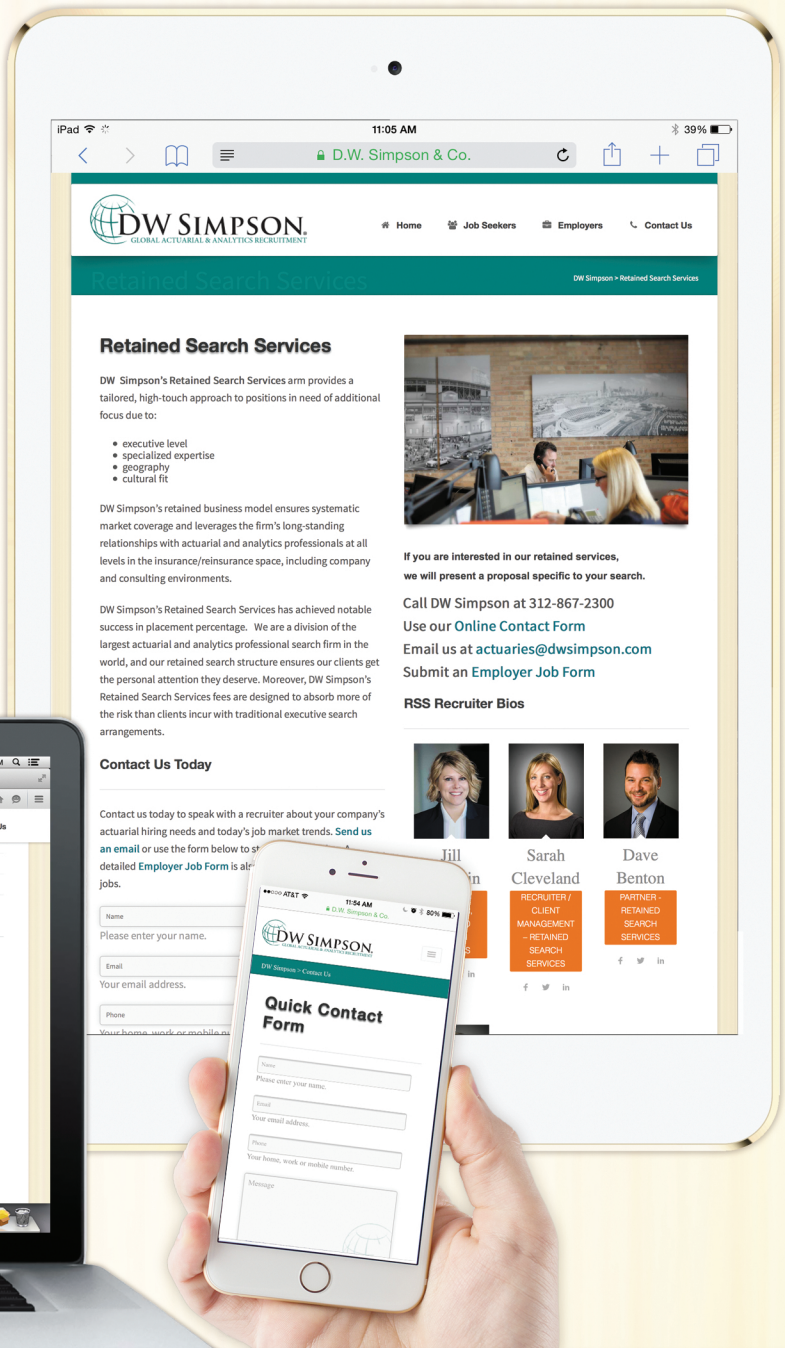 iPad
11:05 AM
39%
D.W. Simpson & Co.
DW SIMPSON®
GLOBAL ACTUARIAL & ANALYTICS RECRUITMENT
Home
Job Seekers
Employers
Contact Us
Retained Search Services
DW Simpson > Retained Search Services
Retained Search Services
DW Simpson’s Retained Search Services arm provides a
tailored, high-touch approach to positions in need of additional
focus due to:
• executive level
• specialized expertise
• geography
• cultural fit
DW Simpson’s retained business model ensures systematic
market coverage and leverages the firm’s long-standing
relationships with actuarial and analytics professionals at all
levels in the insurance/reinsurance space, including company
and consulting environments.
DW Simpson’s Retained Search Services has achieved notable
success in placement percentage. We are a division of the
largest actuarial and analytics professional search firm in the
world, and our retained search structure ensures our clients get
the personal attention they deserve. Moreover, DW Simpson’s
Retained Search Services fees are designed to absorb more of
the risk than clients incur with traditional executive search
arrangements.
Contact Us Today
Contact us today to speak with a recruiter about your company’s
actuarial hiring needs and today’s job market trends. Send us
an email or use the form below to
detailed Employer Job Form is
jobs.
Name
Please enter your name.
Email
Your email address.
Phone
Your home, work or mobile
If you are interested in our retained services,
we will present a proposal specific to your search.
Call DW Simpson at 312-867-2300
Use our Online Contact Form
Email us at actuaries@dwsimpson.com
Submit an Employer Job Form
RSS Recruiter Bios
Jill
Sarah
Cleveland
RECRUITER /
CLIENT
MANAGEMENT
– RETAINED
SEARCH
SERVICES
Dave
Benton
PARTNER -
RETAINED
SEARCH
SERVICES
AT&T
11:54 AM
80%
D.W. Simpson & Co.
DW SIMPSON
GLOBAL ACTUARIAL & ANALYTICS RECRUITMENT
DW Simpson > Contact Us
Quick Contact
Form
Name
Please enter your name.
Email
Your email address.
Phone
Your home, work or mobile number.
Message